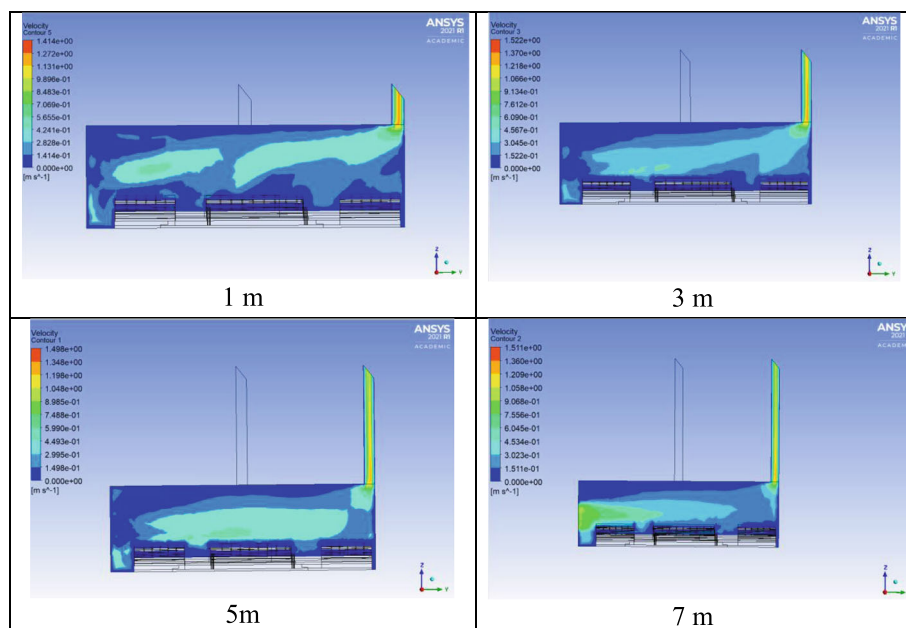 Velocity
Contour 5
1.414e+00
1.272e+00
1.131e+00
9.896e-01
8.483e-01
7.069e-01
5.655e-01
4.241e-01
2.828e-01
1.414e-01
0.000e+00
[m s^-1]
ANSYS
2021 R1
ACADEMIC
Z
Y
1 m
Velocity
Contour 3
1.522e+00
1.370e+00
1.218e+00
1.066e+00
9.134e-01
7.612e-01
6.090e-01
4.567e-01
3.045e-01
1.522e-01
0.000e+00
[m s^-1]
ANSYS
2021 R1
ACADEMIC
Z
Y
3 m
Velocity
Contour 1
1.498e+00
1.348e+00
1.198e+00
1.048e+00
8.985e-01
7.488e-01
5.990e-01
4.493e-01
2.995e-01
1.498e-01
0.000e+00
[m s^-1]
ANSYS
2021 R1
ACADEMIC
Z
Y
5m
Velocity
Contour 2
1.511e+00
1.360e+00
1.209e+00
1.058e+00
9.068e-01
7.556e-01
6.045e-01
4.534e-01
3.023e-01
1.511e-01
0.000e+00
[m s^-1]
ANSYS
2021 R1
ACADEMIC
Z
Y
7 m